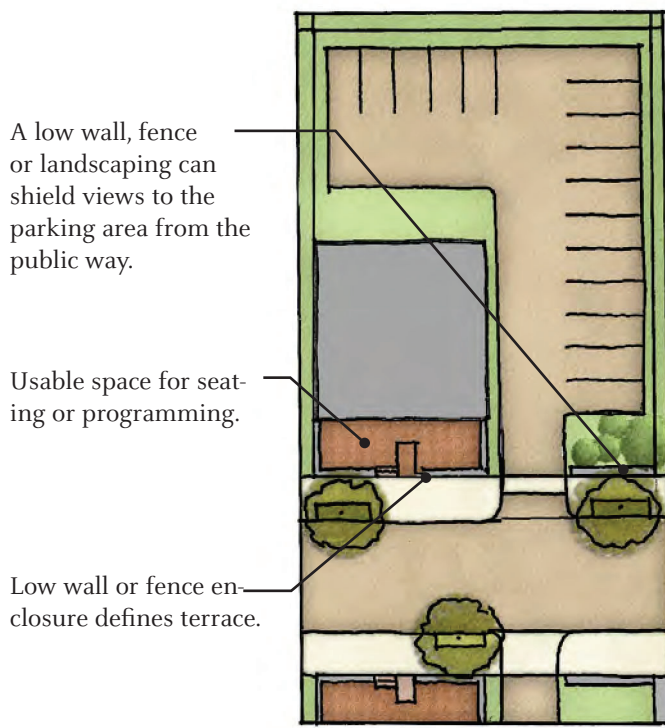 A low wall, fence
or landscaping can
shield views to the
parking area from the
public way.
Usable space for seat-
ing or programming.
Low wall or fence en-
closure defines terrace.